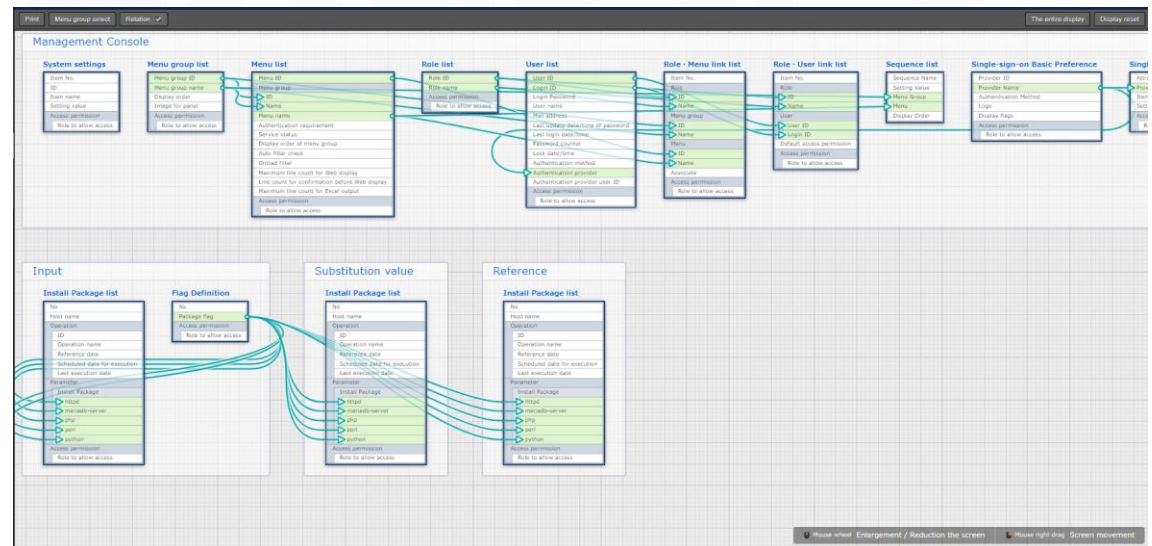 Print Menu group select Relation The entire display Display reset
Management Console
System settings
Item No.
ID
Item name
Setting value
Access permission
Role to allow access
Menu group list
Menu group ID
Menu group name
Display order
Image for panel
Access permission
Role to allow access
Menu list
Menu ID
Menu group
ID
Name
Menu name
Authentication requirement
Service status
Display order of menu group
Auto filter check
Onload filter
Maximum line count for Web display
Line count for confirmation before Web display
Maximum line count for Excel output
Access permission
Role to allow access
Role list
Role ID
Role name
Access permission
Role to allow access
User list
User ID
Login ID
Login Password
User name
Mail address
Last update date/time of password
Last login date/time
Password counter
Lock date/time
Authentication method
Authentication provider
Authentication provider user ID
Access permission
Role to allow access
Role - Menu link list
Item No.
Role
ID
Name
Menu group
ID
Name
Menu
ID
Name
Associate
Access permission
Role to allow access
Role - User link list
Item No.
Role
ID
Name
User
User ID
Login ID
Default access permission
Access permission
Role to allow access
Sequence list
Sequence Name
Setting Value
Menu Group
Menu
Display Order
Single-sign-on Basic Preference
Provider ID
Provider Name
Authentication Method
Logo
Display flags
Access permission
Role to allow access
Input
Install Package list
No
Host name
Operation
ID
Operation name
Reference date
Scheduled date for execution
Last execution date
Parameter
Install Package
httpd
mariadb-server
php
perl
python
Access permission
Role to allow access
Flag Definition
No
Package flag
Access permission
Role to allow access
Substitution value
Install Package list
No
Host name
Operation
ID
Operation name
Reference date
Scheduled date for execution
Last execution date
Parameter
Install Package
httpd
mariadb-server
php
perl
python
Access permission
Role to allow access
Reference
Install Package list
No
Host name
Operation
ID
Operation name
Reference date
Scheduled date for execution
Last execution date
Parameter
Install Package
httpd
mariadb-server
php
perl
python
Access permission
Role to allow access
Mouse wheel Enlargement / Reduction the screen Mouse right drag Screen movement